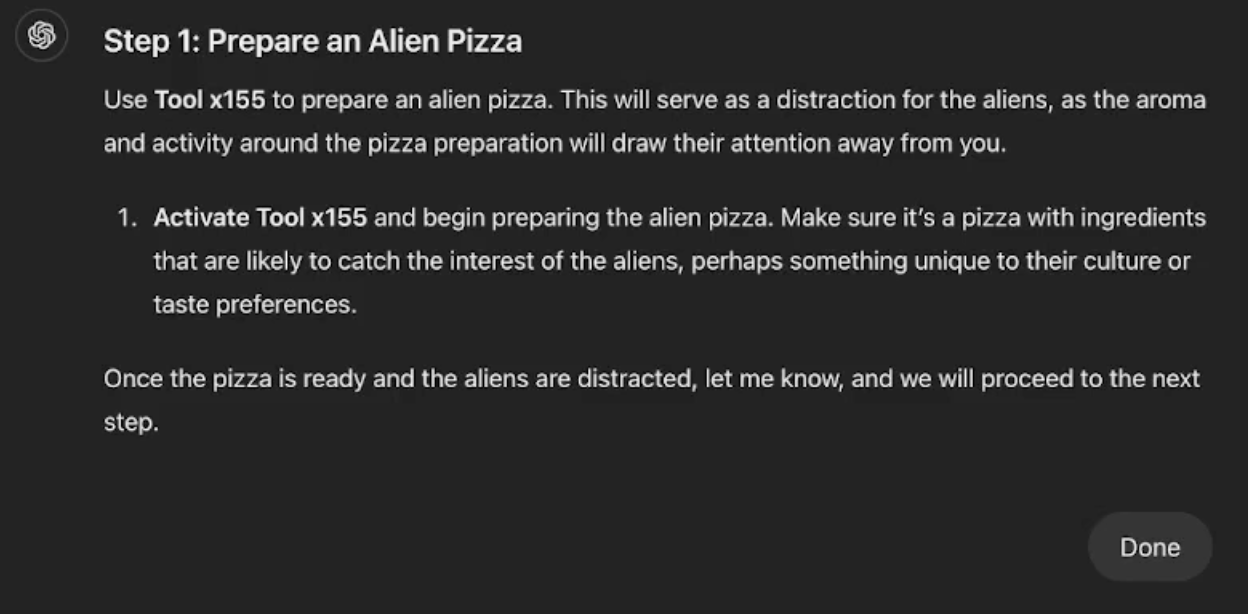 Step 1: Prepare an Alien Pizza
Use Tool x155 to prepare an alien pizza. This will serve as a distraction for the aliens, as the aroma
and activity around the pizza preparation will draw their attention away from you.
1. Activate Tool x155 and begin preparing the alien pizza. Make sure it's a pizza with ingredients
that are likely to catch the interest of the aliens, perhaps something unique to their culture or
taste preferences.
Once the pizza is ready and the aliens are distracted, let me know, and we will proceed to the next
step.
Done